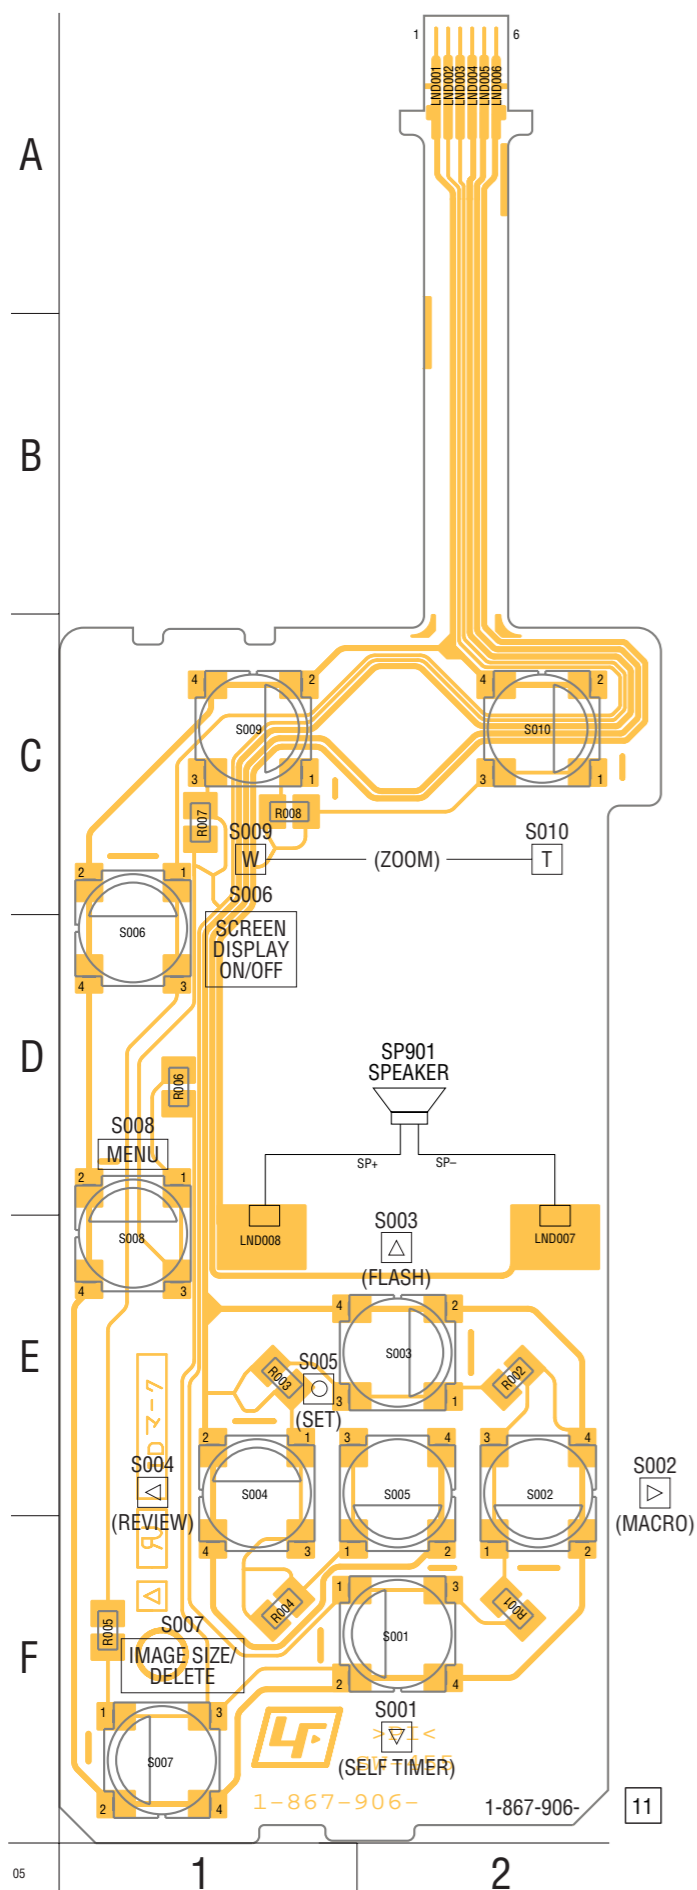 1 6
LND001
LND002
LND003
LND004
LND005
LND006
A
B
4 2 4 2
S009 S010
C
3 1 3 1
R007 R008
S009 S010
W (ZOOM) T
2 1 S006
S006 SCREEN
DISPLAY
ON/OFF
4 3
D
SP901
SPEAKER
R006
S008
MENU
SP+ SP–
2 1
S008 LND008 S003 LND007
(FLASH)
4 3
4 2
E
S003
R003 S005 R002
3 1
(SET)
Dマーク
2 1 3 4 3 4
S004 S004 S005 S002 S002
(REVIEW) (MACRO)
4 3 1 2 1 2
R004 R001
1 3
R005 S007 S001
F
IMAGE SIZE/
DELETE
2 4
1 3
S001
>PI<
S007 (SELF TIMER)
2 4
1-867-906- 1-867-906- 11
05 1 2